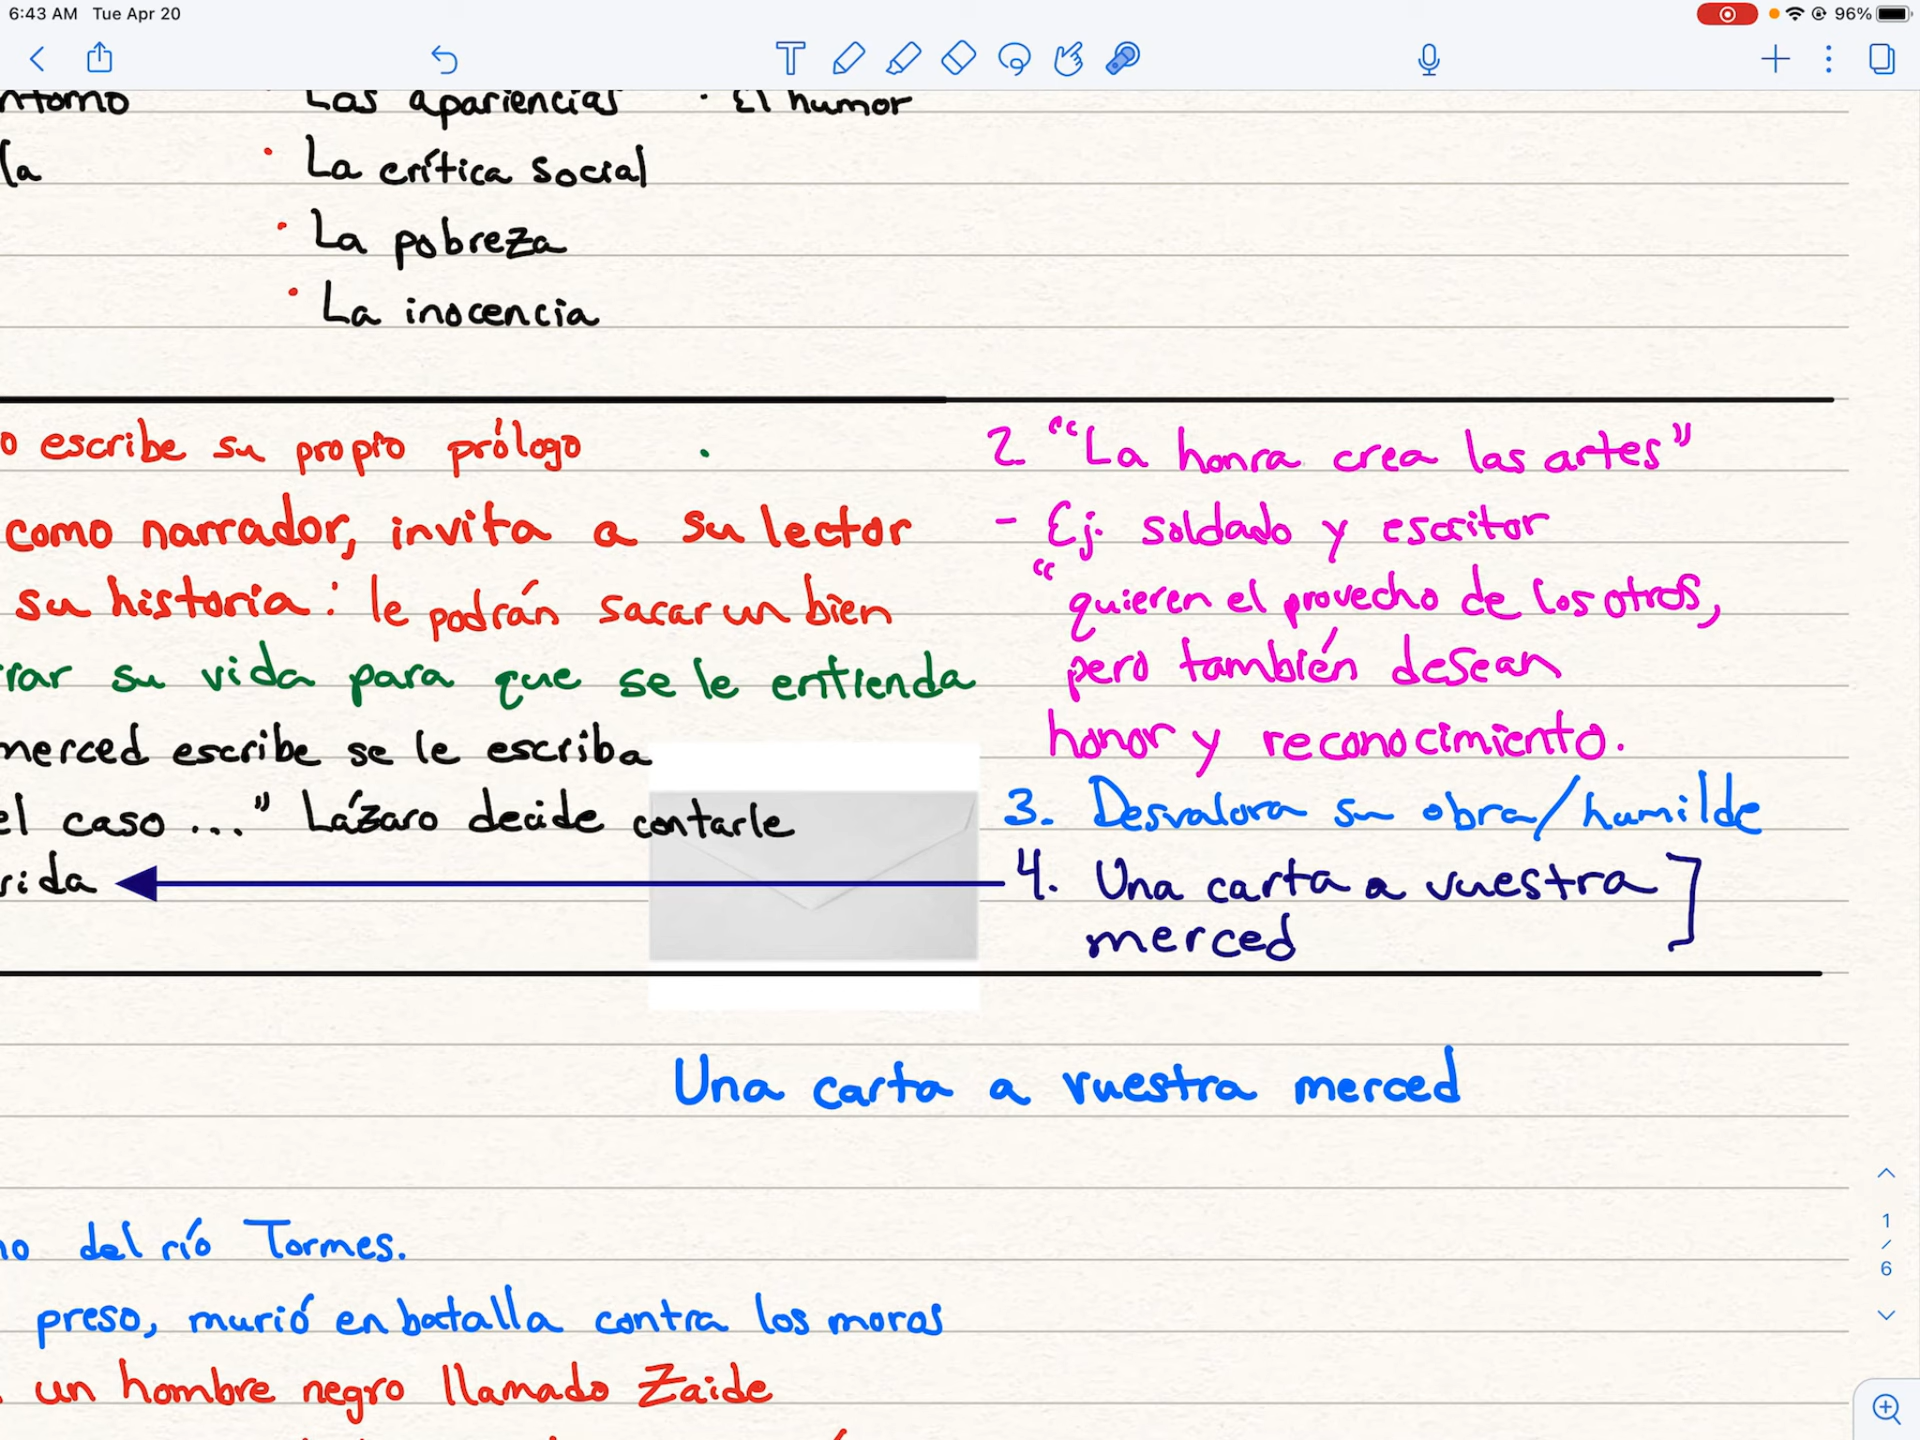 6:43 AM Tue Apr 20
96%
Las apariencias · El humor
la · La crítica social
· La pobreza
· La inocencia
o escribe su propio prólogo .
como narrador, invita a su lector
su historia: le podrán sacar un bien
rar su vida para que se le entienda
merced escribe se le escriba
el caso ..." Lázaro decide contarle
2 "La honra crea las artes"
- Ej. soldado y escritor
"quieren el provecho de los otros,
pero también desean
honor y reconocimiento.
3. Desvalora su obra/humilde
4. Una carta a vuestra
merced
Una carta a vuestra merced
no del río Tormes.
preso, murió en batalla contra los moros
un hombre negro llamado Zaide
1
/
6